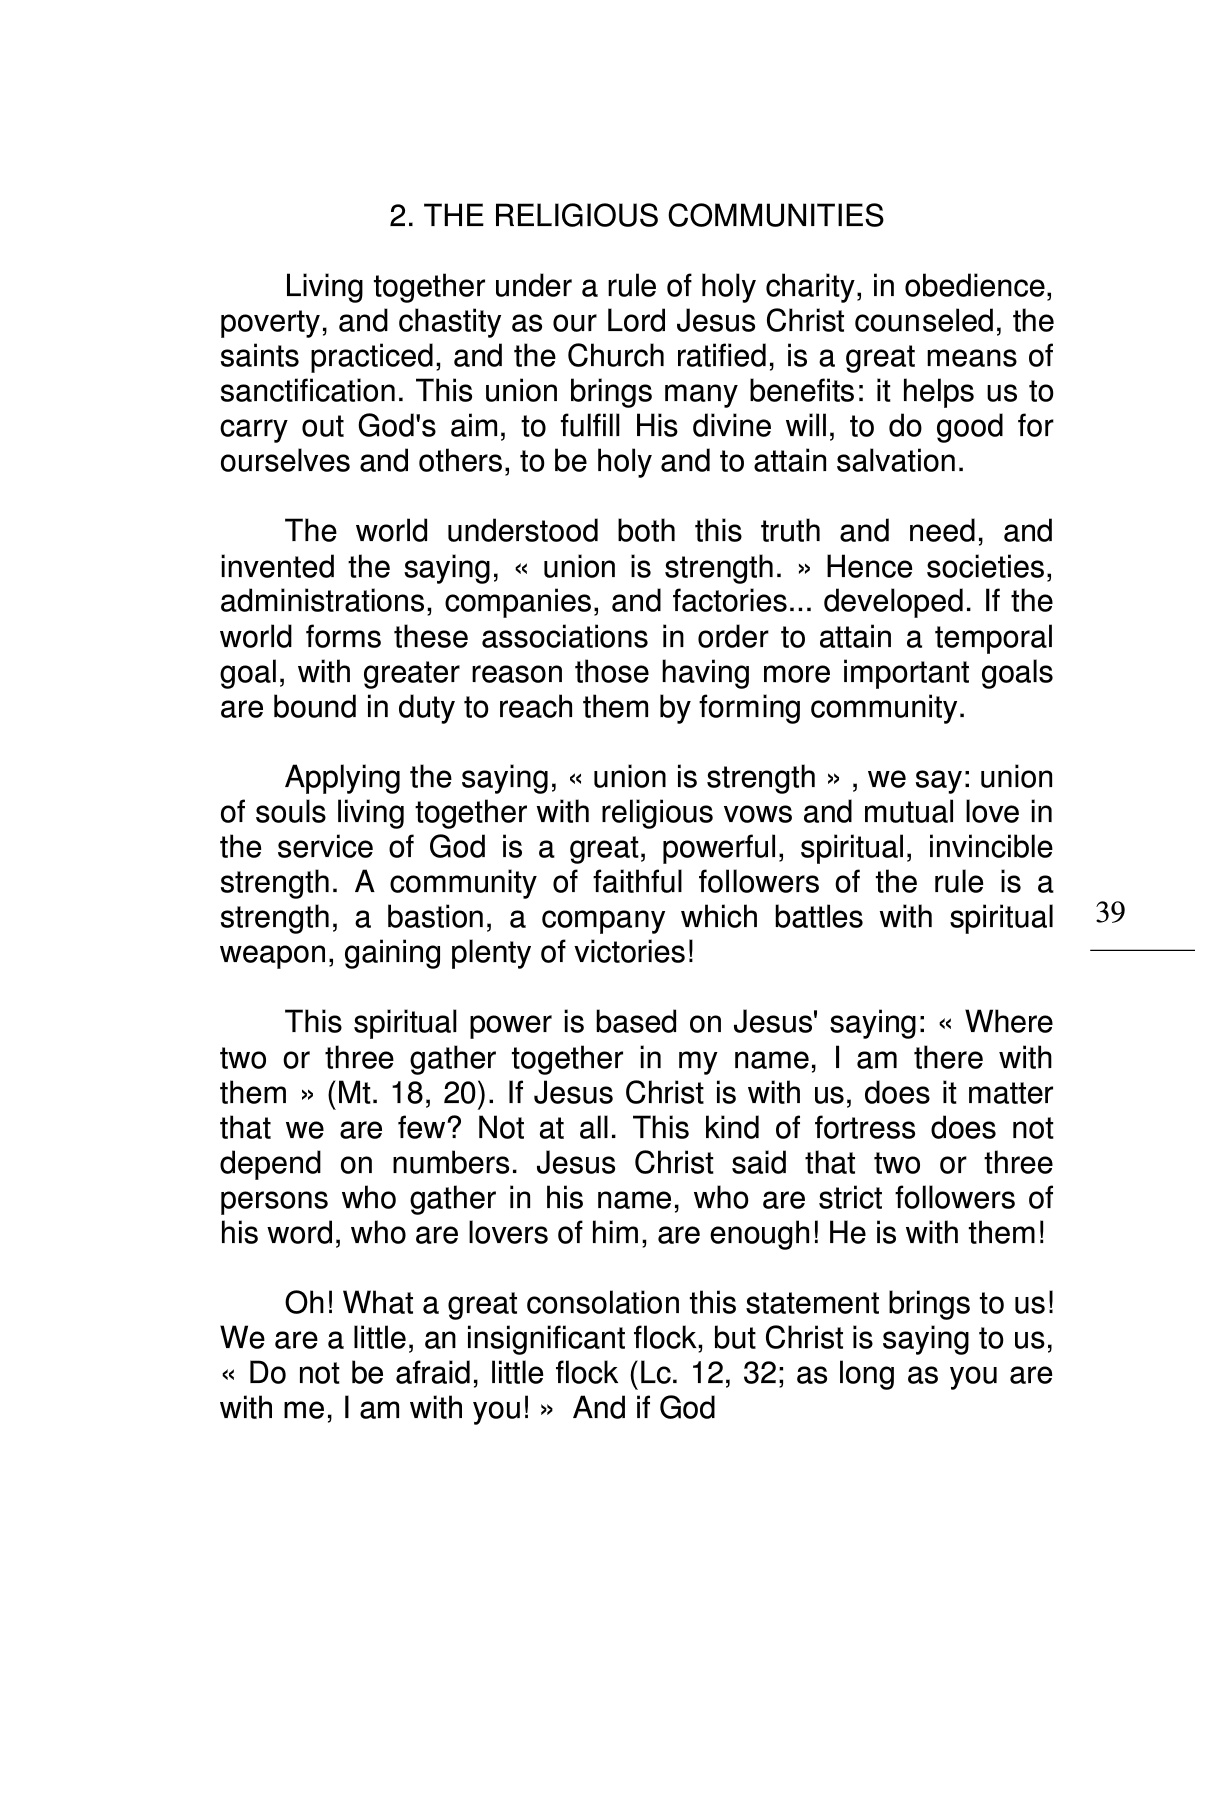 2. THE RELIGIOUS COMMUNITIES
Living together under a rule of holy charity, in obedience,
poverty, and chastity as our Lord Jesus Christ counseled, the
saints practiced, and the Church ratified, is a great means of
sanctification. This union brings many benefits: it helps us to
carry out God's aim, to fulfill His divine will, to do good for
ourselves and others, to be holy and to attain salvation.
The world understood both this truth and need, and
invented the saying, « union is strength. » Hence societies,
administrations, companies, and factories... developed. If the
world forms these associations in order to attain a temporal
goal, with greater reason those having more important goals
are bound in duty to reach them by forming community.
Applying the saying, « union is strength » , we say: union
of souls living together with religious vows and mutual love in
the service of God is a great, powerful, spiritual, invincible
strength. A community of faithful followers of the rule is a
strength, a bastion, a company which battles with spiritual
weapon, gaining plenty of victories!
39
This spiritual power is based on Jesus' saying: « Where
two or three gather together in my name, I am there with
them » (Mt. 18, 20). If Jesus Christ is with us, does it matter
that we are few? Not at all. This kind of fortress does not
depend on numbers. Jesus Christ said that two or three
persons who gather in his name, who are strict followers of
his word, who are lovers of him, are enough! He is with them!
Oh! What a great consolation this statement brings to us!
We are a little, an insignificant flock, but Christ is saying to us,
« Do not be afraid, little flock (Lc. 12, 32; as long as you are
with me, I am with you! » And if God